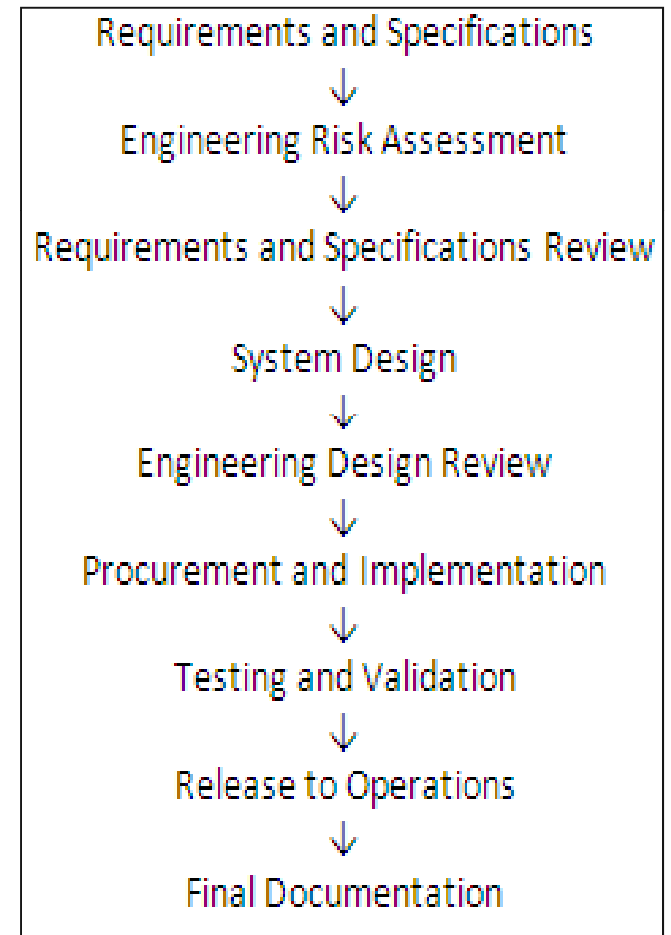 Requirements and Specifications
↓
Engineering Risk Assessment
↓
Requirements and Specifications Review
↓
System Design
↓
Engineering Design Review
↓
Procurement and Implementation
↓
Testing and Validation
↓
Release to Operations
↓
Final Documentation